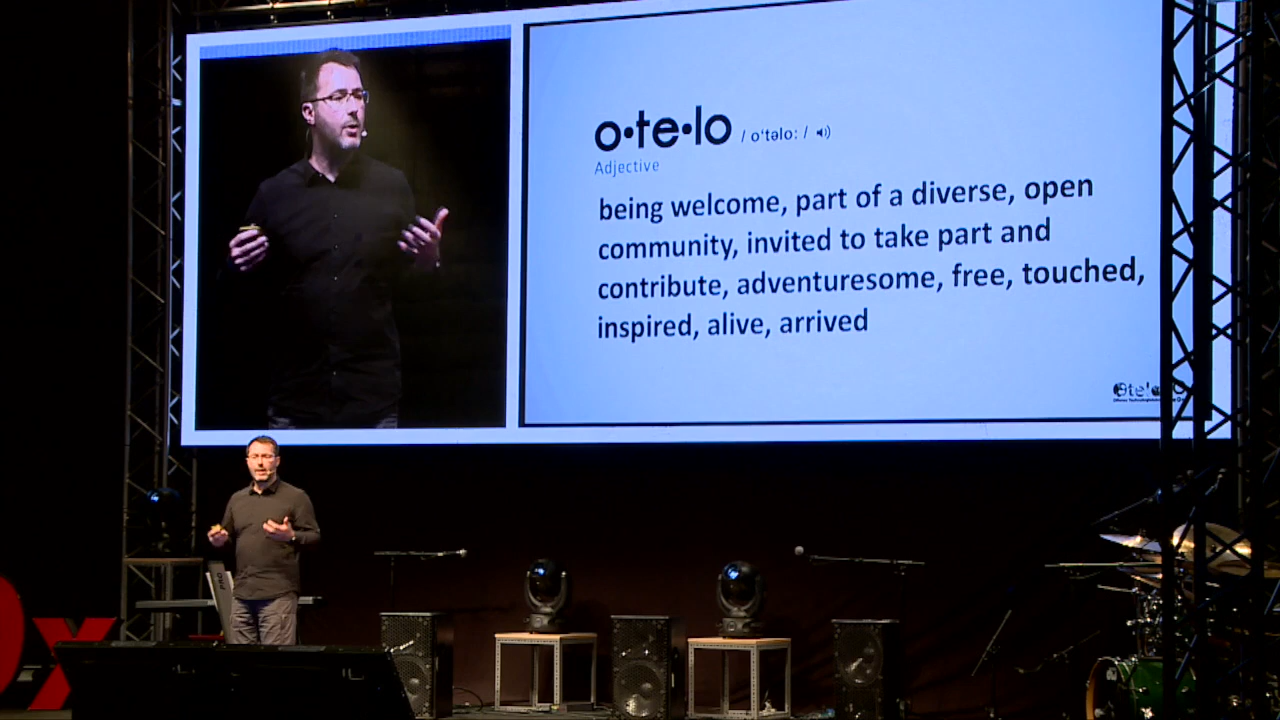 o•te•lo / o'təlo: /
Adjective
being welcome, part of a diverse, open
community, invited to take part and
contribute, adventuresome, free, touched,
inspired, alive, arrived
x